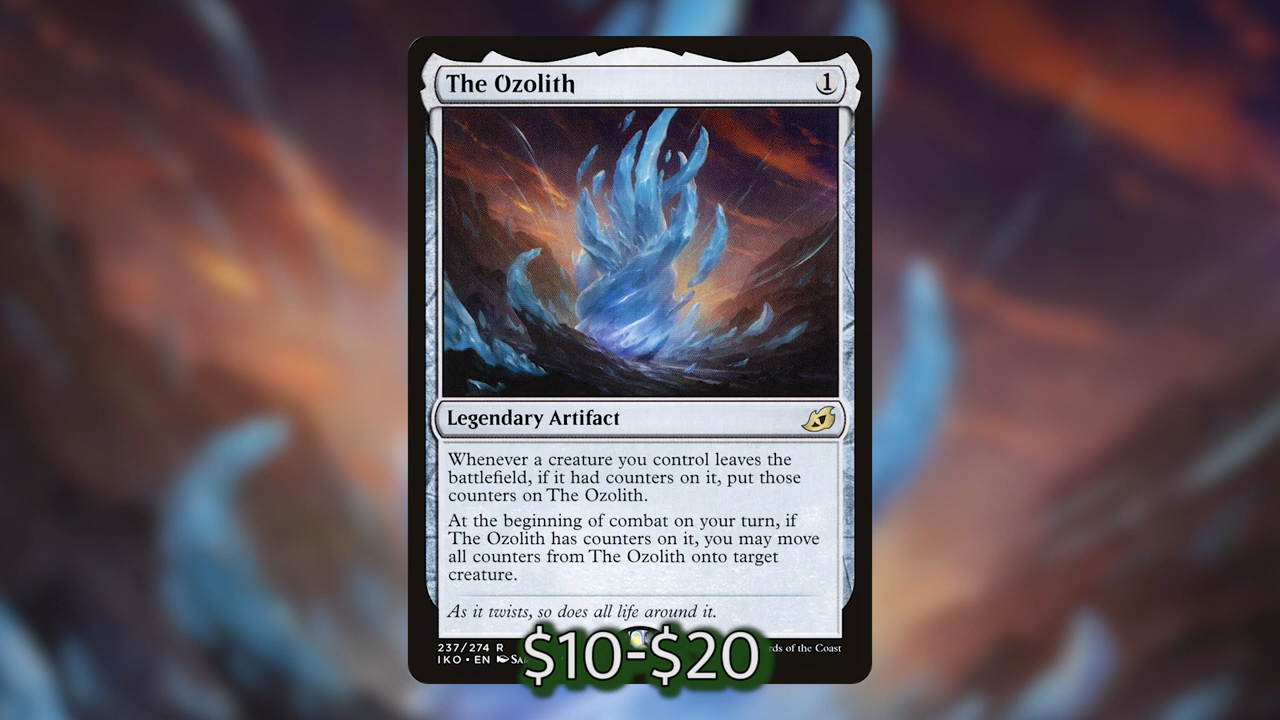 The Ozolith 1
Legendary Artifact
Whenever a creature you control leaves the
battlefield, if it had counters on it, put those
counters on The Ozolith.
At the beginning of combat on your turn, if
The Ozolith has counters on it, you may move
all counters from The Ozolith onto target
creature.
As it twists, so does all life around it.
237/274 R
IKO • EN
of the Coast
$10-$20